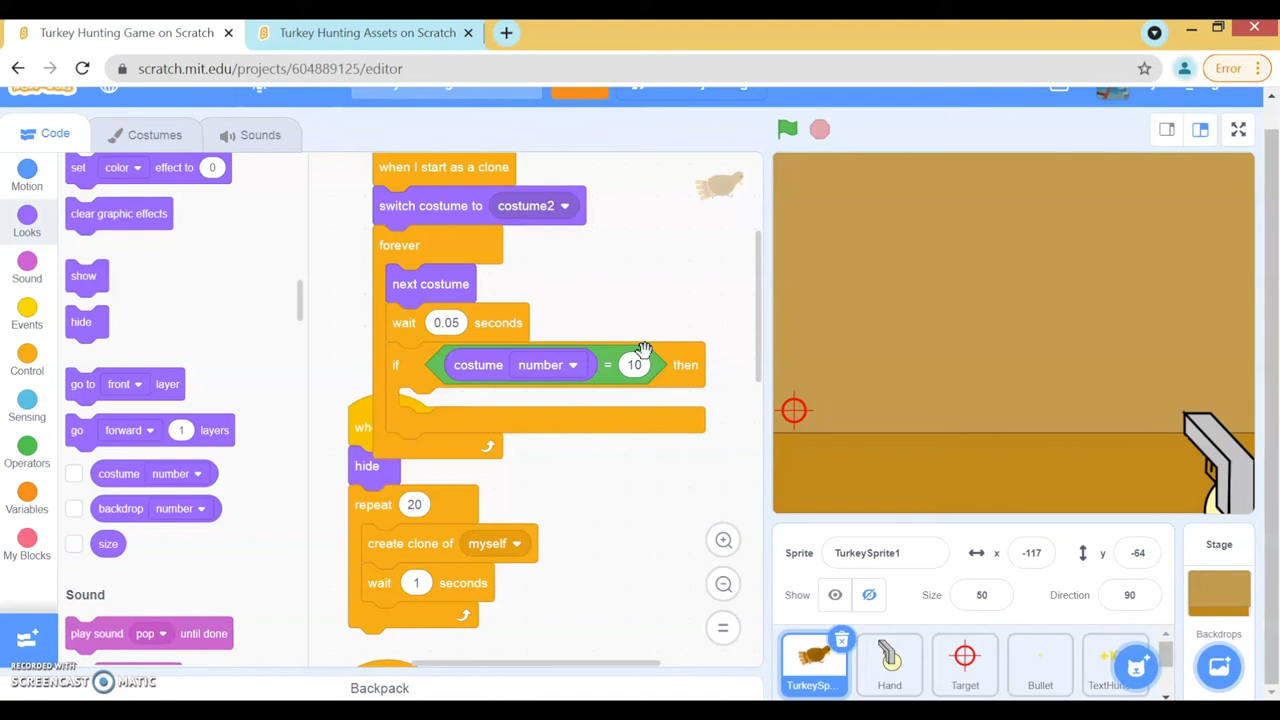 Turkey Hunting Game on Scratch
Turkey Hunting Assets on Scratch
scratch.mit.edu/projects/604889125/editor
Error
Code
Costumes
Sounds
Motion
Looks
Sound
Events
Control
Sensing
Operators
Variables
My Blocks
set color effect to 0
clear graphic effects
show
hide
go to front layer
go forward 1 layers
costume number
backdrop number
size
Sound
play sound pop until done
when I start as a clone
switch costume to costume2
forever
next costume
wait 0.05 seconds
if costume number = 10 then
hide
repeat 20
create clone of myself
wait 1 seconds
Backpack
Sprite TurkeySprite1 x -117 y -64
Show Size 50 Direction 90
Stage
Backdrops
TurkeySp...
Hand
Target
Bullet
RECORDED WITH
SCREENCAST MATIC